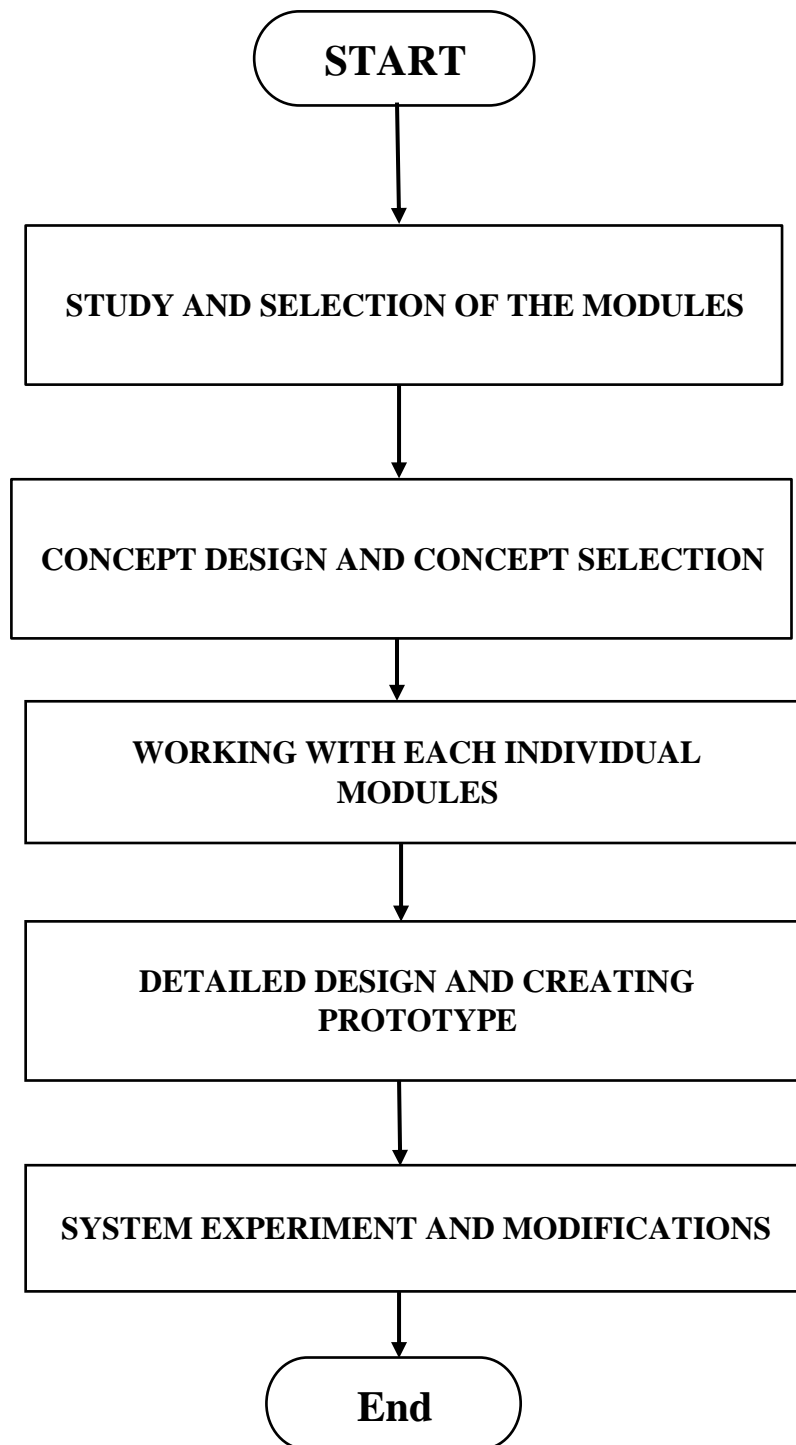 START
STUDY AND SELECTION OF THE MODULES
CONCEPT DESIGN AND CONCEPT SELECTION
WORKING WITH EACH INDIVIDUAL
MODULES
DETAILED DESIGN AND CREATING
PROTOTYPE
SYSTEM EXPERIMENT AND MODIFICATIONS
End